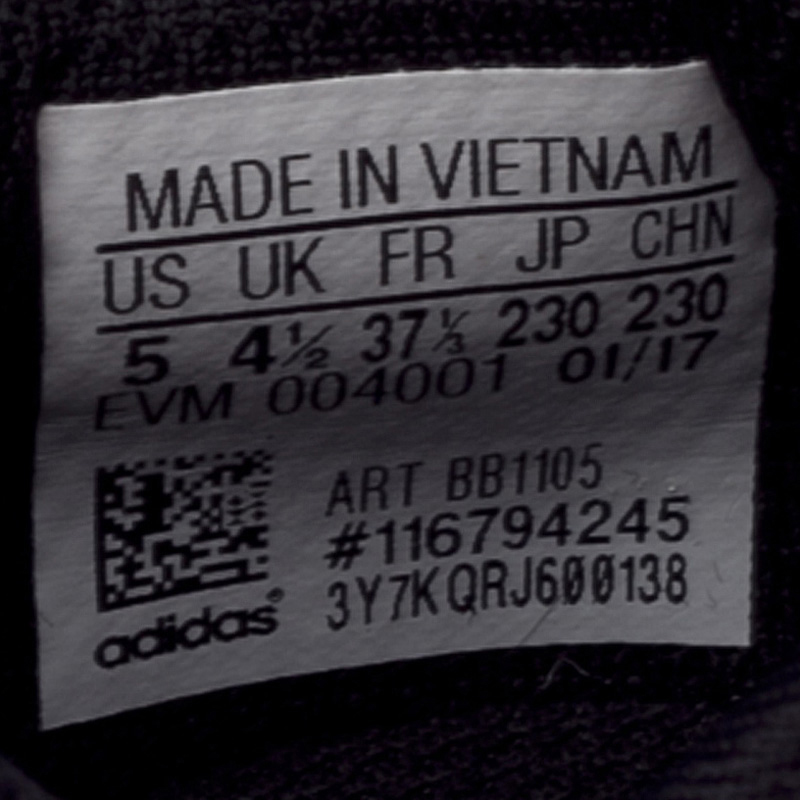 MADE IN VIETNAM
US UK FR JP CHN
5 4½ 37⅓ 230 230
EVM 004001 01/17
ART BB1105
#116794245
3Y7KQRJ600138
adidas®